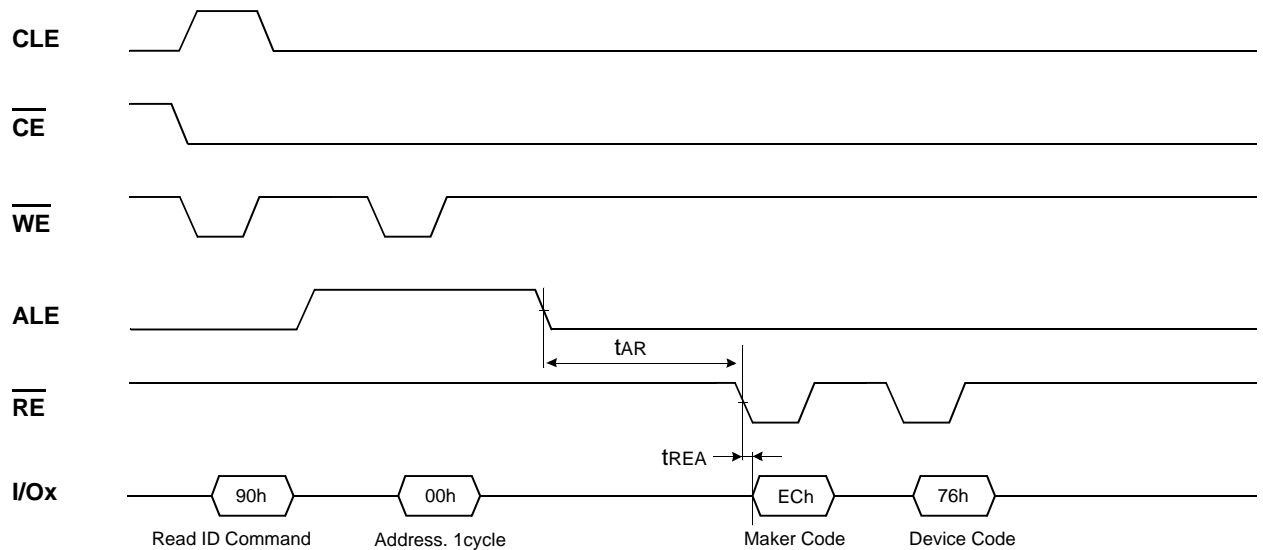 CLE
CE
WE
ALE
tAR
RE
tREA
I/Ox
90h 00h ECh 76h
Read ID Command Address. 1cycle Maker Code Device Code